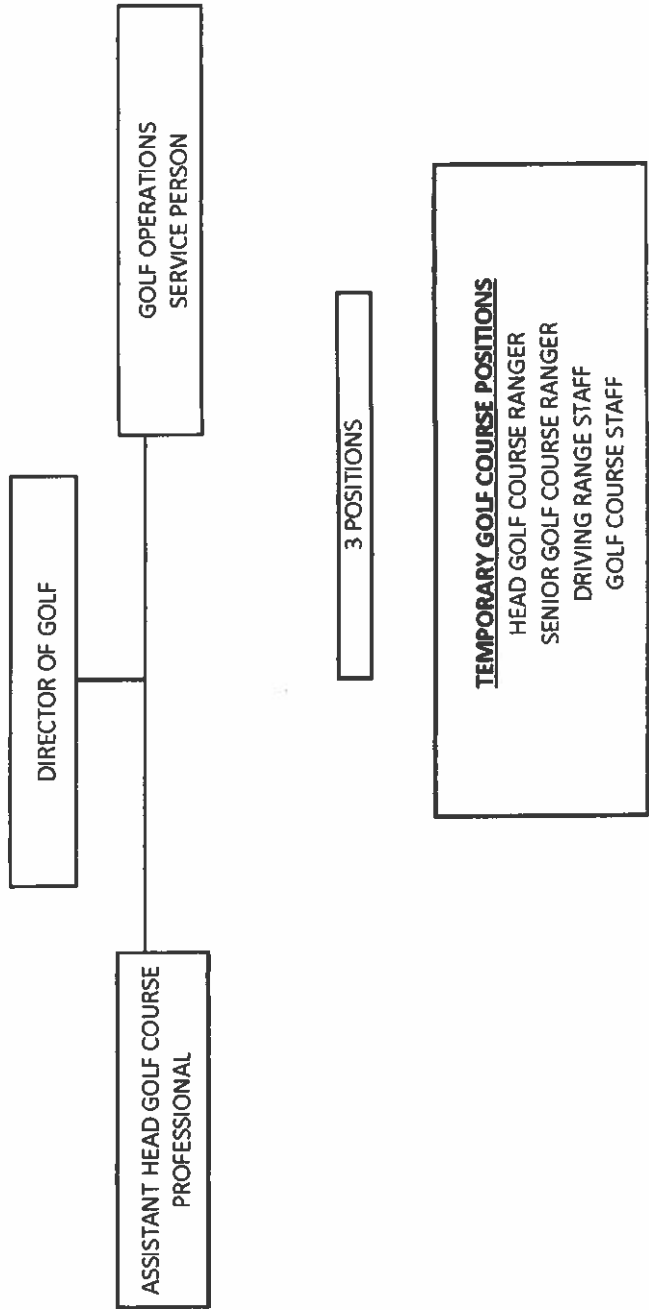 DIRECTOR OF GOLF
ASSISTANT HEAD GOLF COURSE
PROFESSIONAL
GOLF OPERATIONS
SERVICE PERSON
3 POSITIONS
TEMPORARY GOLF COURSE POSITIONS
HEAD GOLF COURSE RANGER
SENIOR GOLF COURSE RANGER
DRIVING RANGE STAFF
GOLF COURSE STAFF